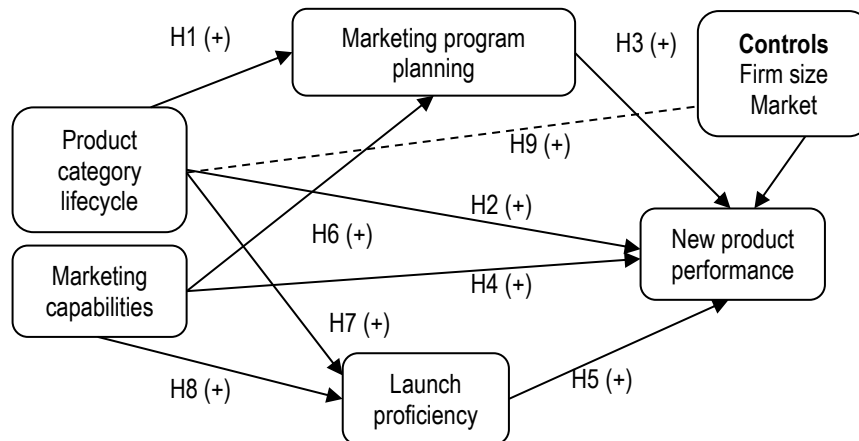 H1 (+)
Marketing program
planning
H3 (+)
Controls
Firm size
Market
Product
category
lifecycle
H9 (+)
H2 (+)
H6 (+)
New product
performance
Marketing
capabilities
H4 (+)
H7 (+)
H8 (+)
Launch
proficiency
H5 (+)